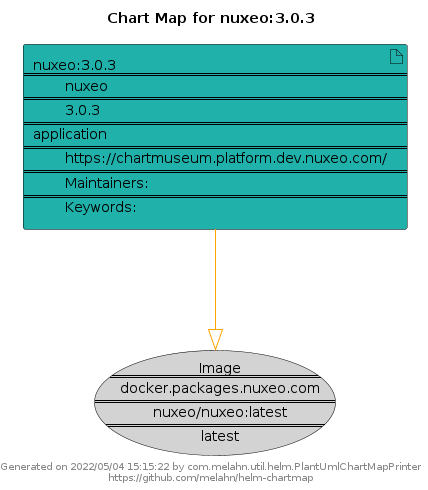 Chart Map for nuxeo:3.0.3
nuxeo:3.0.3
nuxeo
3.0.3
application
https://chartmuseum.platform.dev.nuxeo.com/
Maintainers:
Keywords:
Image
docker.packages.nuxeo.com
nuxeo/nuxeo:latest
latest
Generated on 2022/05/04 15:15:22 by com.melahn.util.helm.PlantUmlChartMapPrinter
https://github.com/melahn/helm-chartmap